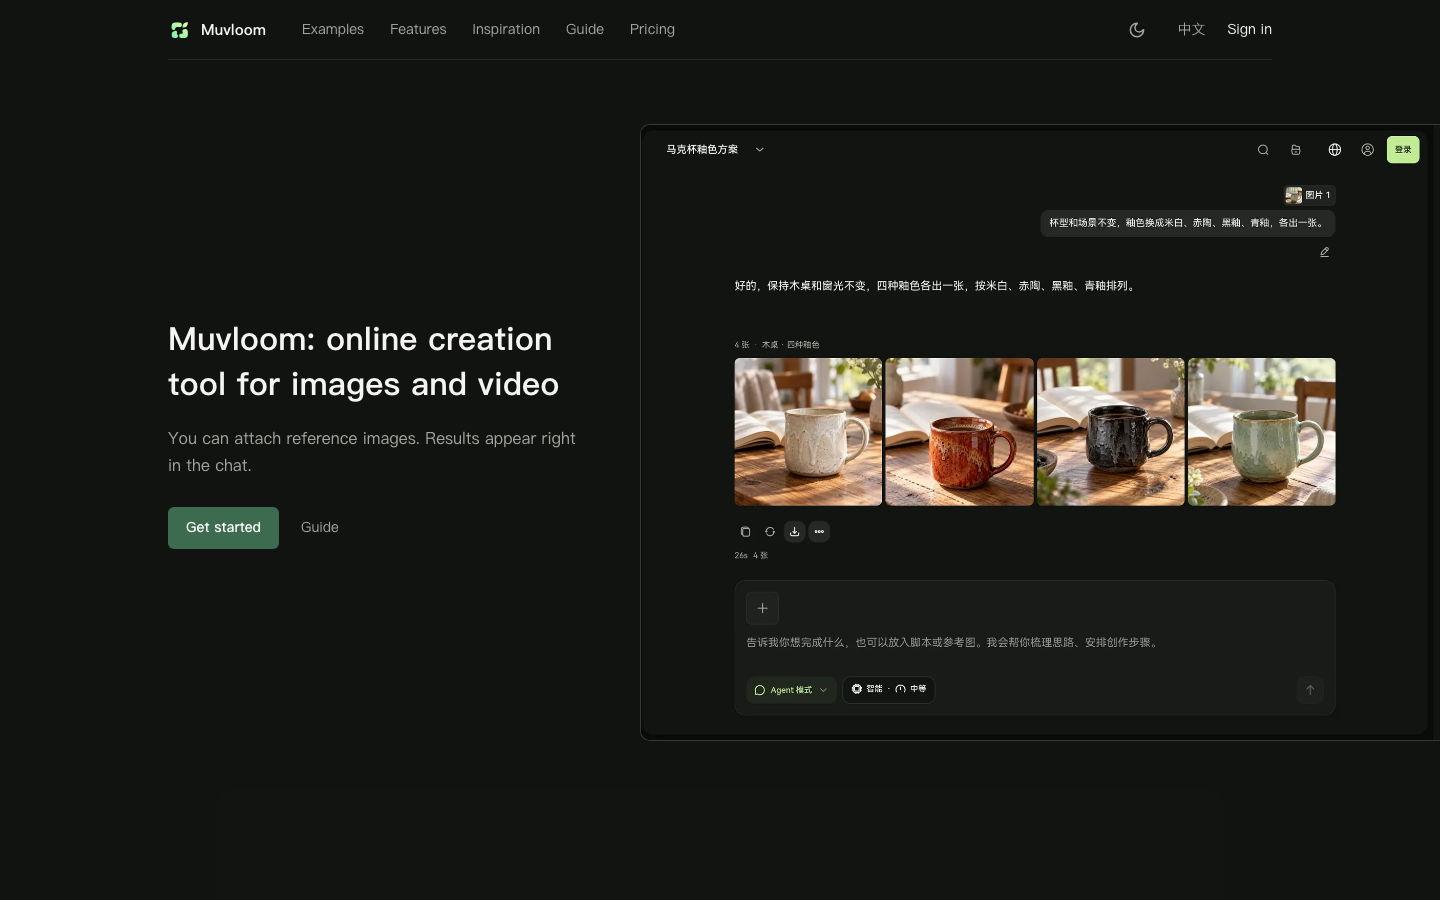 Muvloom
Examples
Features
Inspiration
Guide
Pricing
中文
Sign in
Muvloom: online creation
tool for images and video
You can attach reference images. Results appear right
in the chat.
Get started
Guide
马克杯釉色方案
登录
图片 1
杯型和场景不变，釉色换成米白、赤陶、黑釉、青釉，各出一张。
好的，保持木桌和窗光不变，四种釉色各出一张，按米白、赤陶、黑釉、青釉排列。
4 张 · 木桌 · 四种釉色
26s 4 张
告诉我你想完成什么，也可以放入脚本或参考图。我会帮你梳理思路、安排创作步骤。
Agent 模式
智能 · 中等